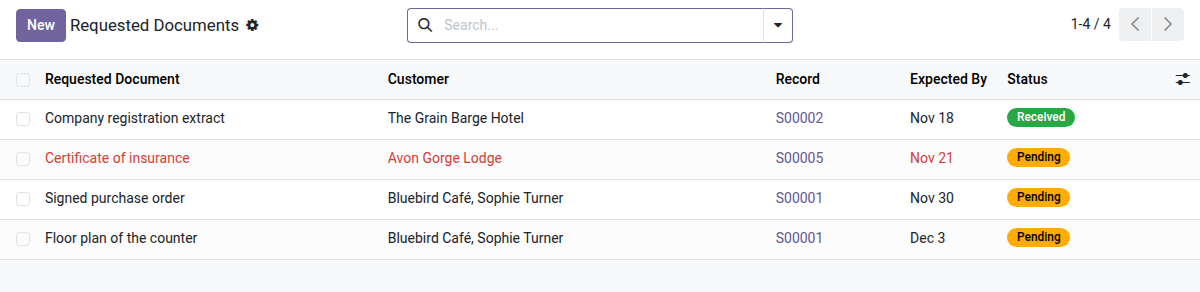 New Requested Documents Search... 1-4 / 4
Requested Document Customer Record Expected By Status
Company registration extract The Grain Barge Hotel S00002 Nov 18 Received
Certificate of insurance Avon Gorge Lodge S00005 Nov 21 Pending
Signed purchase order Bluebird Café, Sophie Turner S00001 Nov 30 Pending
Floor plan of the counter Bluebird Café, Sophie Turner S00001 Dec 3 Pending